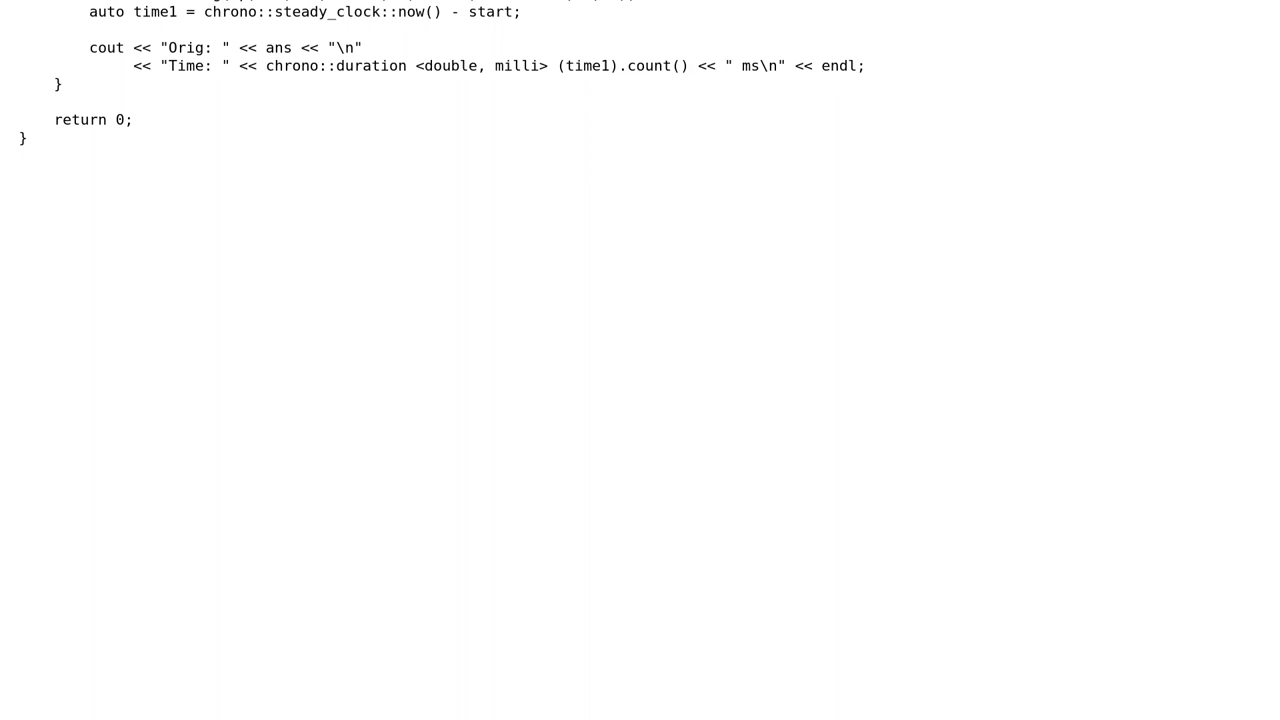 auto time1 = chrono::steady_clock::now() - start;
cout << "Orig: " << ans << "\n"
<< "Time: " << chrono::duration <double, milli> (time1).count() << " ms\n" << endl;
}
return 0;
}